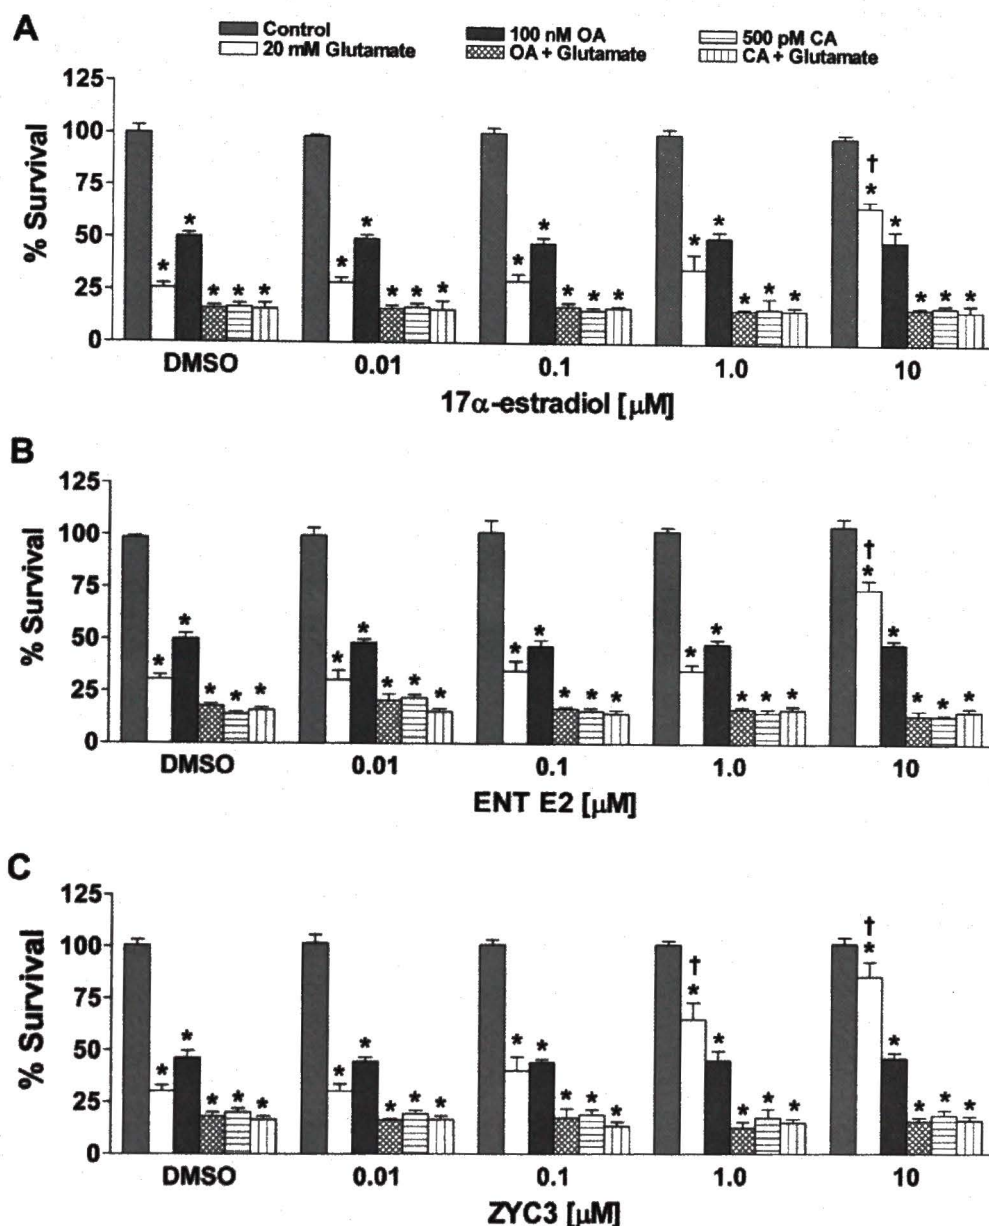 A
Control 100 nM OA 500 pM CA
20 mM Glutamate OA + Glutamate CA + Glutamate
% Survival
125
100
75
50
25
0
† 
* * * * * *
* * * * *
* * * * *
* * * * *
* * * * *
DMSO 0.01 0.1 1.0 10
17α-estradiol [µM]
B
% Survival
125
100
75
50
25
0
†
* * * * *
* * * * *
* * * * *
* * * * *
* * * * *
DMSO 0.01 0.1 1.0 10
ENT E2 [µM]
C
% Survival
125
100
75
50
25
0
† †
* * * * *
* * * * *
* * * * *
* * * * *
* * * * *
DMSO 0.01 0.1 1.0 10
ZYC3 [µM]